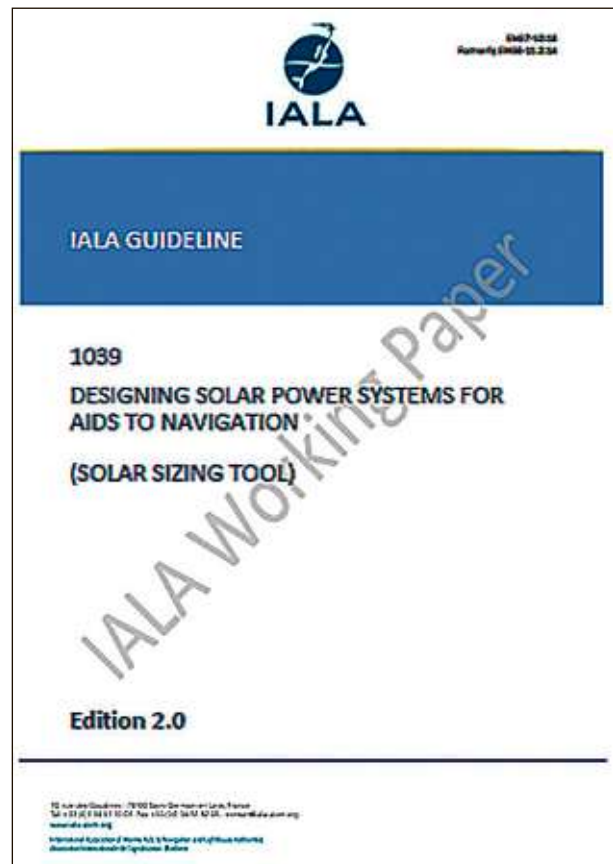 IALA
IALA GUIDELINE
1039
DESIGNING SOLAR POWER SYSTEMS FOR
AIDS TO NAVIGATION
(SOLAR SIZING TOOL)
IALA Working Paper
Edition 2.0